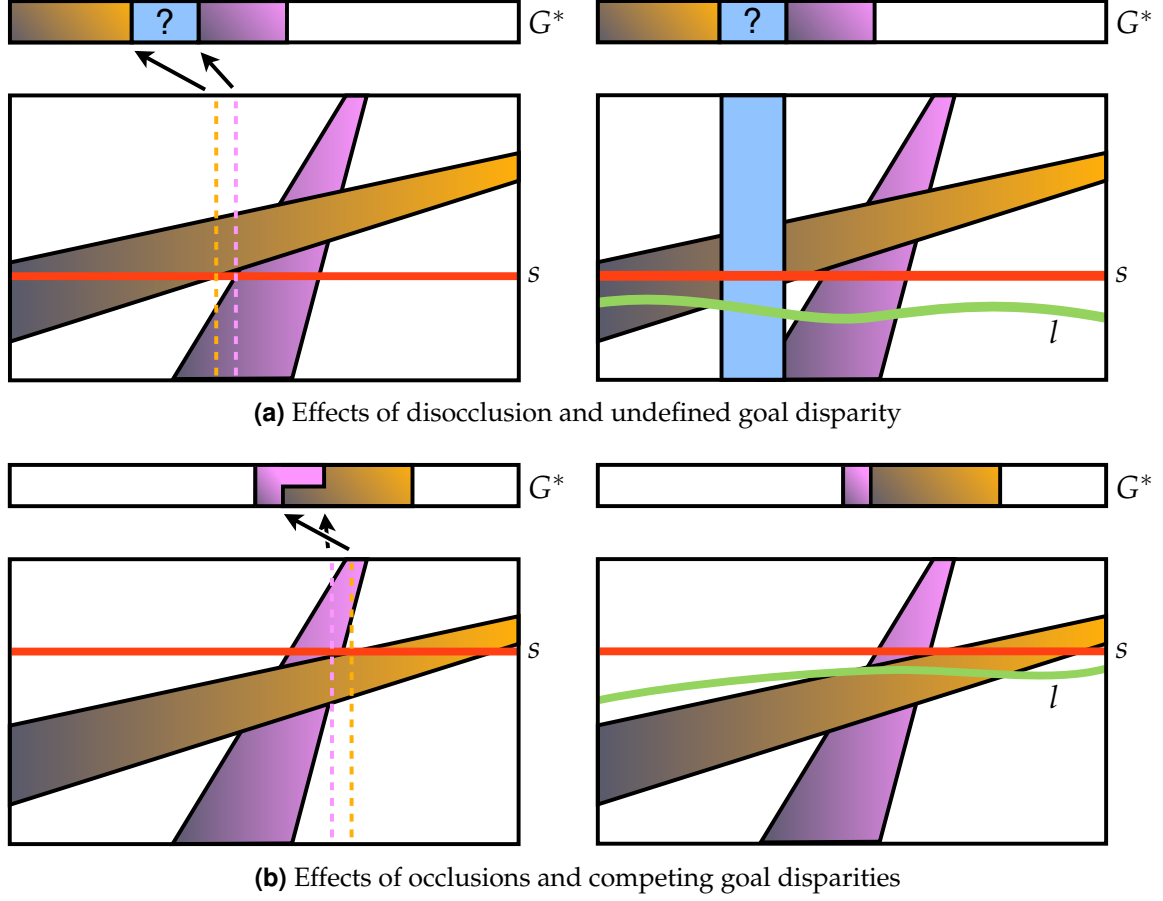 ? G* ? G*
s s
l
(a) Effects of disocclusion and undefined goal disparity
G* G*
s s
l
(b) Effects of occlusions and competing goal disparities